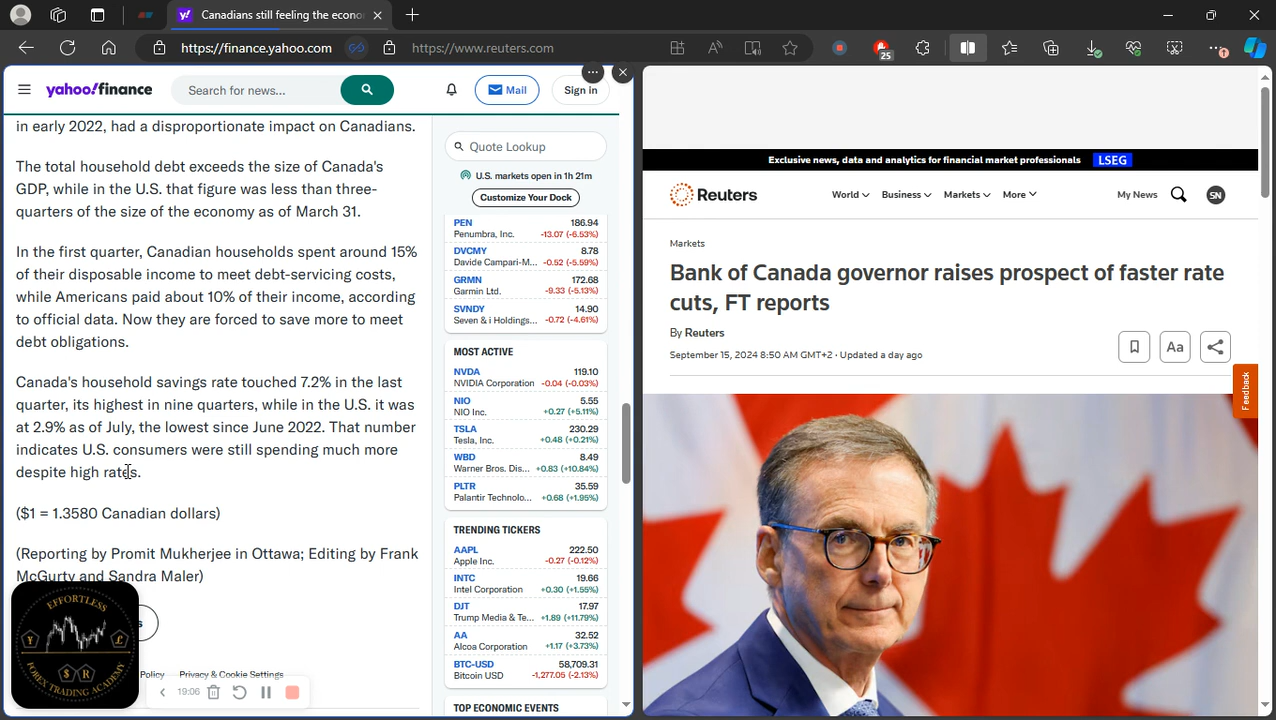 Canadians still feeling the econo
https://finance.yahoo.com
https://www.reuters.com
25
yahoo!finance
Search for news...
Mail
Sign in
in early 2022, had a disproportionate impact on Canadians.
The total household debt exceeds the size of Canada's
GDP, while in the U.S. that figure was less than three-
quarters of the size of the economy as of March 31.
In the first quarter, Canadian households spent around 15%
of their disposable income to meet debt-servicing costs,
while Americans paid about 10% of their income, according
to official data. Now they are forced to save more to meet
debt obligations.
Canada's household savings rate touched 7.2% in the last
quarter, its highest in nine quarters, while in the U.S. it was
at 2.9% as of July, the lowest since June 2022. That number
indicates U.S. consumers were still spending much more
despite high rates.
($1 = 1.3580 Canadian dollars)
(Reporting by Promit Mukherjee in Ottawa; Editing by Frank
McGurty and Sandra Maler)
Policy
Privacy & Cookie Settings
EFFORTLESS
FOREX TRADING ACADEMY
¥ £
$ R
19:06
Quote Lookup
U.S. markets open in 1h 21m
Customize Your Dock
PEN 186.94
Penumbra, Inc. -13.07 (-6.53%)
DVCMY 8.78
Davide Campari-M... -0.52 (-5.59%)
GRMN 172.68
Garmin Ltd. -9.33 (-5.13%)
SVNDY 14.90
Seven & i Holdings... -0.72 (-4.61%)
MOST ACTIVE
NVDA 119.10
NVIDIA Corporation -0.04 (-0.03%)
NIO 5.55
NIO Inc. +0.27 (+5.11%)
TSLA 230.29
Tesla, Inc. +0.48 (+0.21%)
WBD 8.49
Warner Bros. Dis... +0.83 (+10.84%)
PLTR 35.59
Palantir Technolo... +0.68 (+1.95%)
TRENDING TICKERS
AAPL 222.50
Apple Inc. -0.27 (-0.12%)
INTC 19.66
Intel Corporation +0.30 (+1.55%)
DJT 17.97
Trump Media & Te... +1.89 (+11.79%)
AA 32.52
Alcoa Corporation +1.17 (+3.73%)
BTC-USD 58,709.31
Bitcoin USD -1,277.05 (-2.13%)
TOP ECONOMIC EVENTS
Exclusive news, data and analytics for financial market professionals LSEG
Reuters
World
Business
Markets
More
My News
SN
Markets
Bank of Canada governor raises prospect of faster rate
cuts, FT reports
By Reuters
September 15, 2024 8:50 AM GMT+2 · Updated a day ago
Aa
Feedback